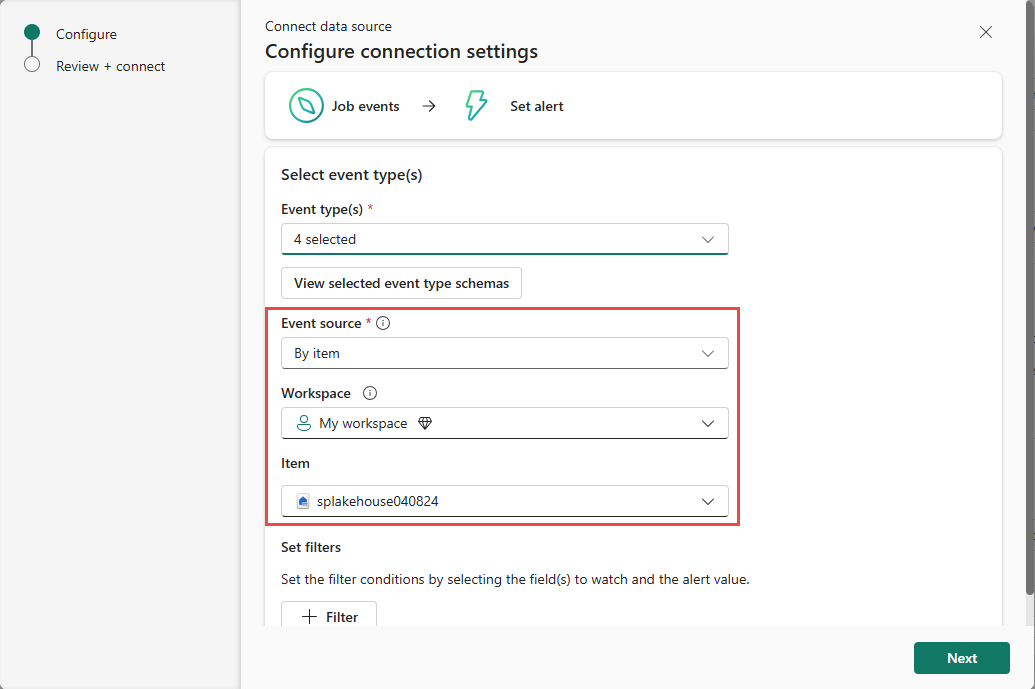 Configure
Review + connect
Connect data source
Configure connection settings
Job events → Set alert
Select event type(s)
Event type(s) *
4 selected
View selected event type schemas
Event source *
By item
Workspace
My workspace
Item
splakehouse040824
Set filters
Set the filter conditions by selecting the field(s) to watch and the alert value.
+ Filter
Next